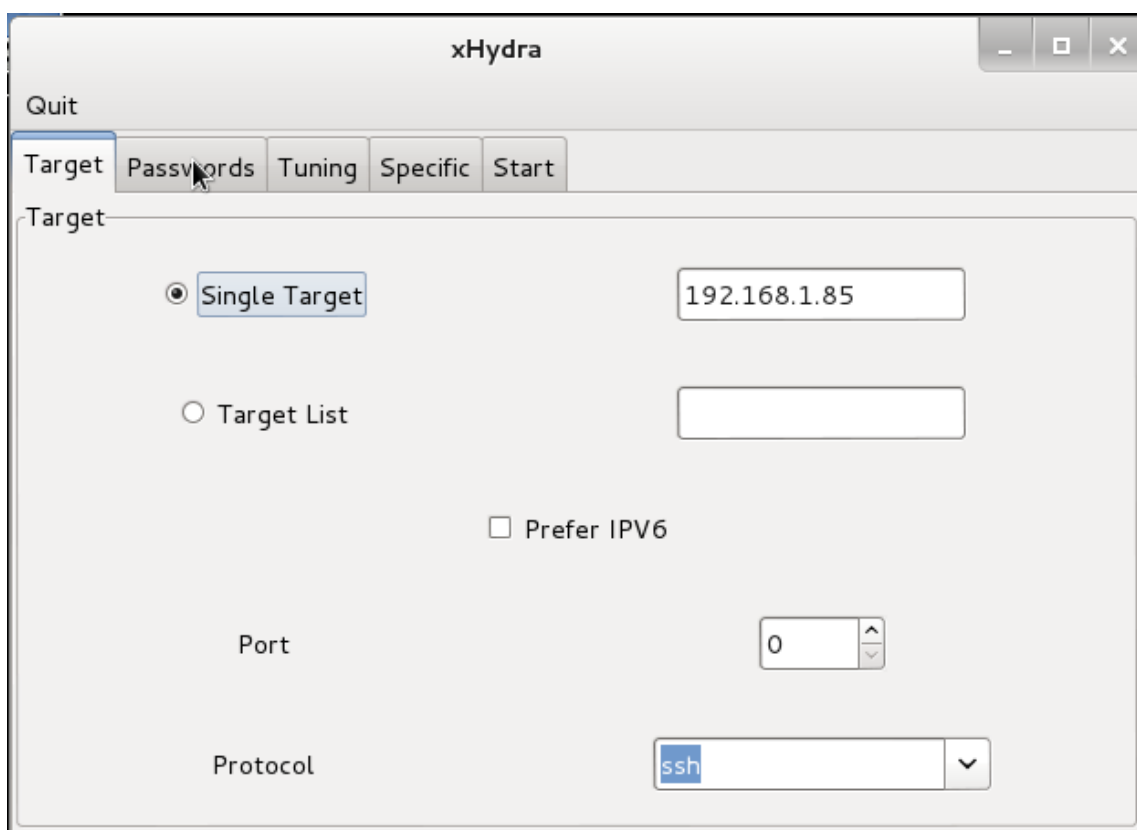 xHydra
Quit
Target Passwords Tuning Specific Start
Target
Single Target 192.168.1.85
Target List
Prefer IPV6
Port 0
Protocol ssh